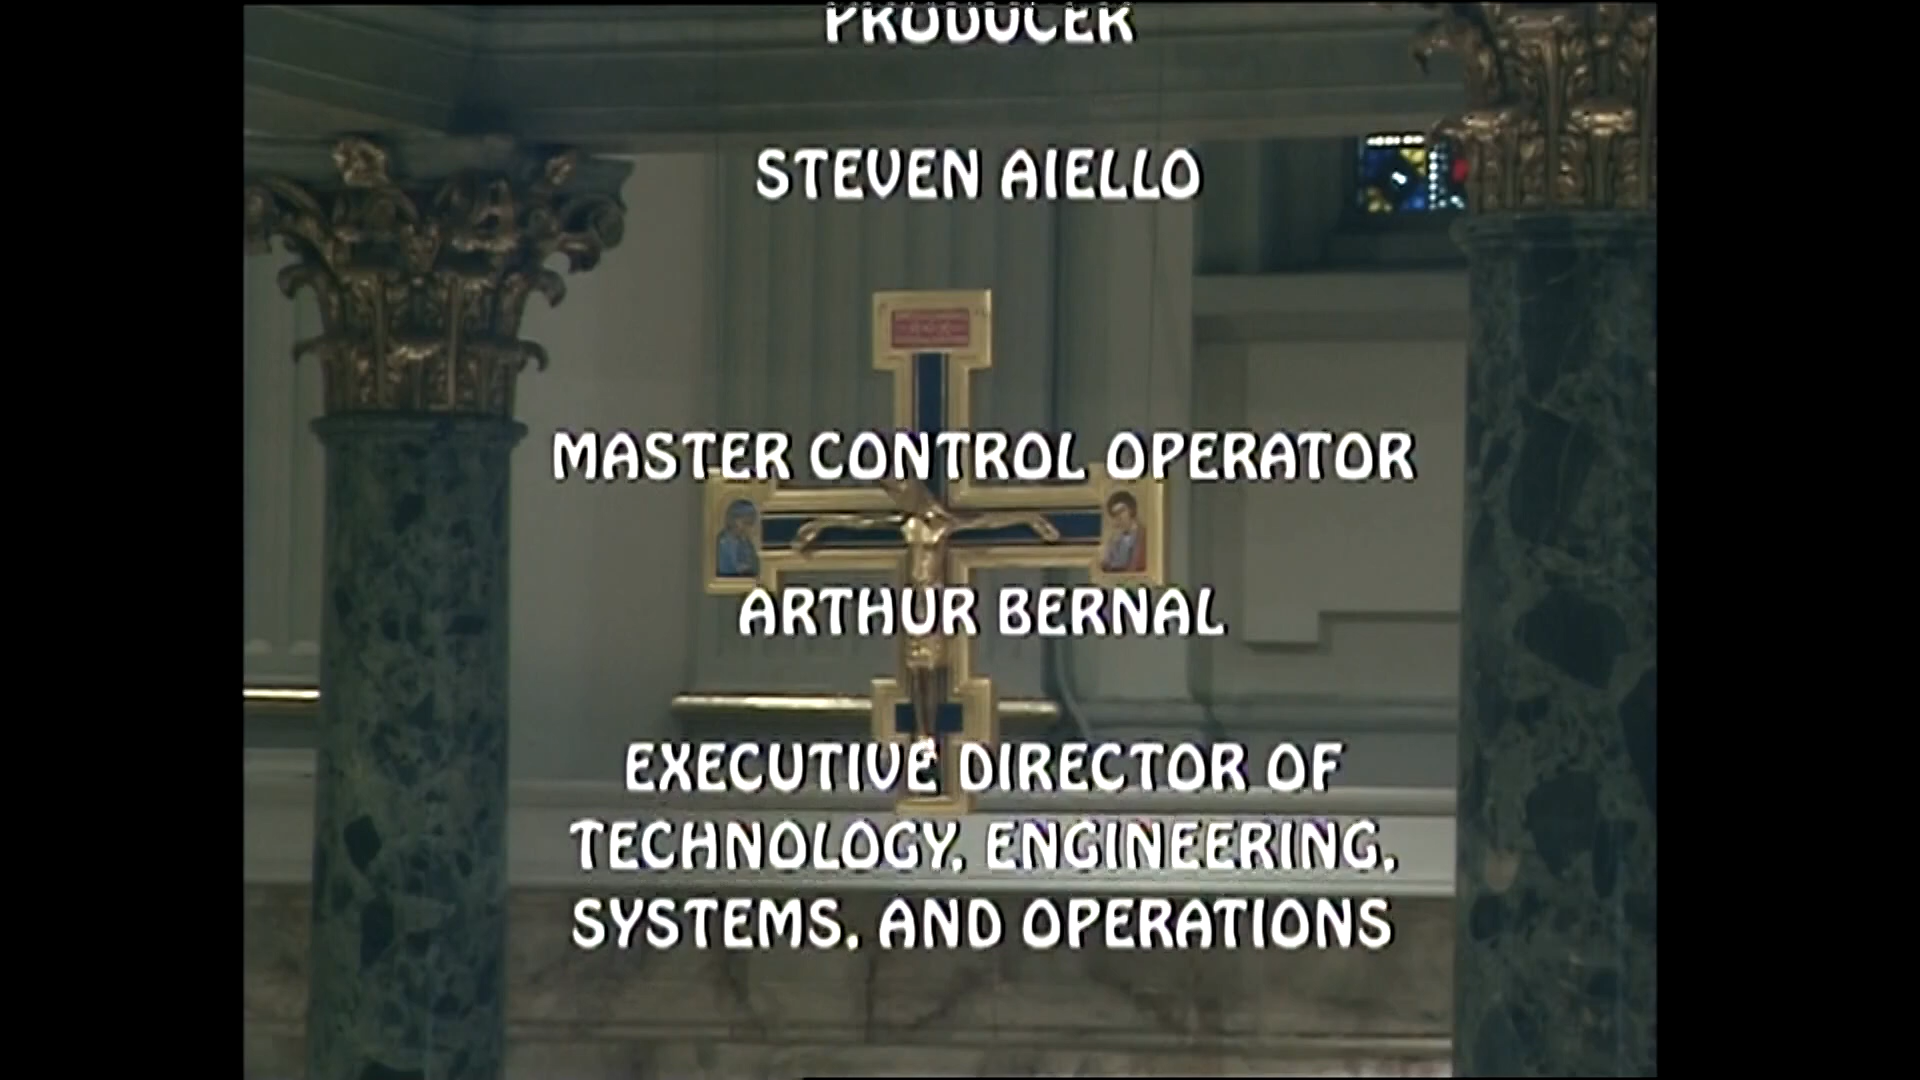 PRODUCER
STEVEN AIELLO
MASTER CONTROL OPERATOR
ARTHUR BERNAL
EXECUTIVE DIRECTOR OF
TECHNOLOGY, ENGINEERING,
SYSTEMS, AND OPERATIONS